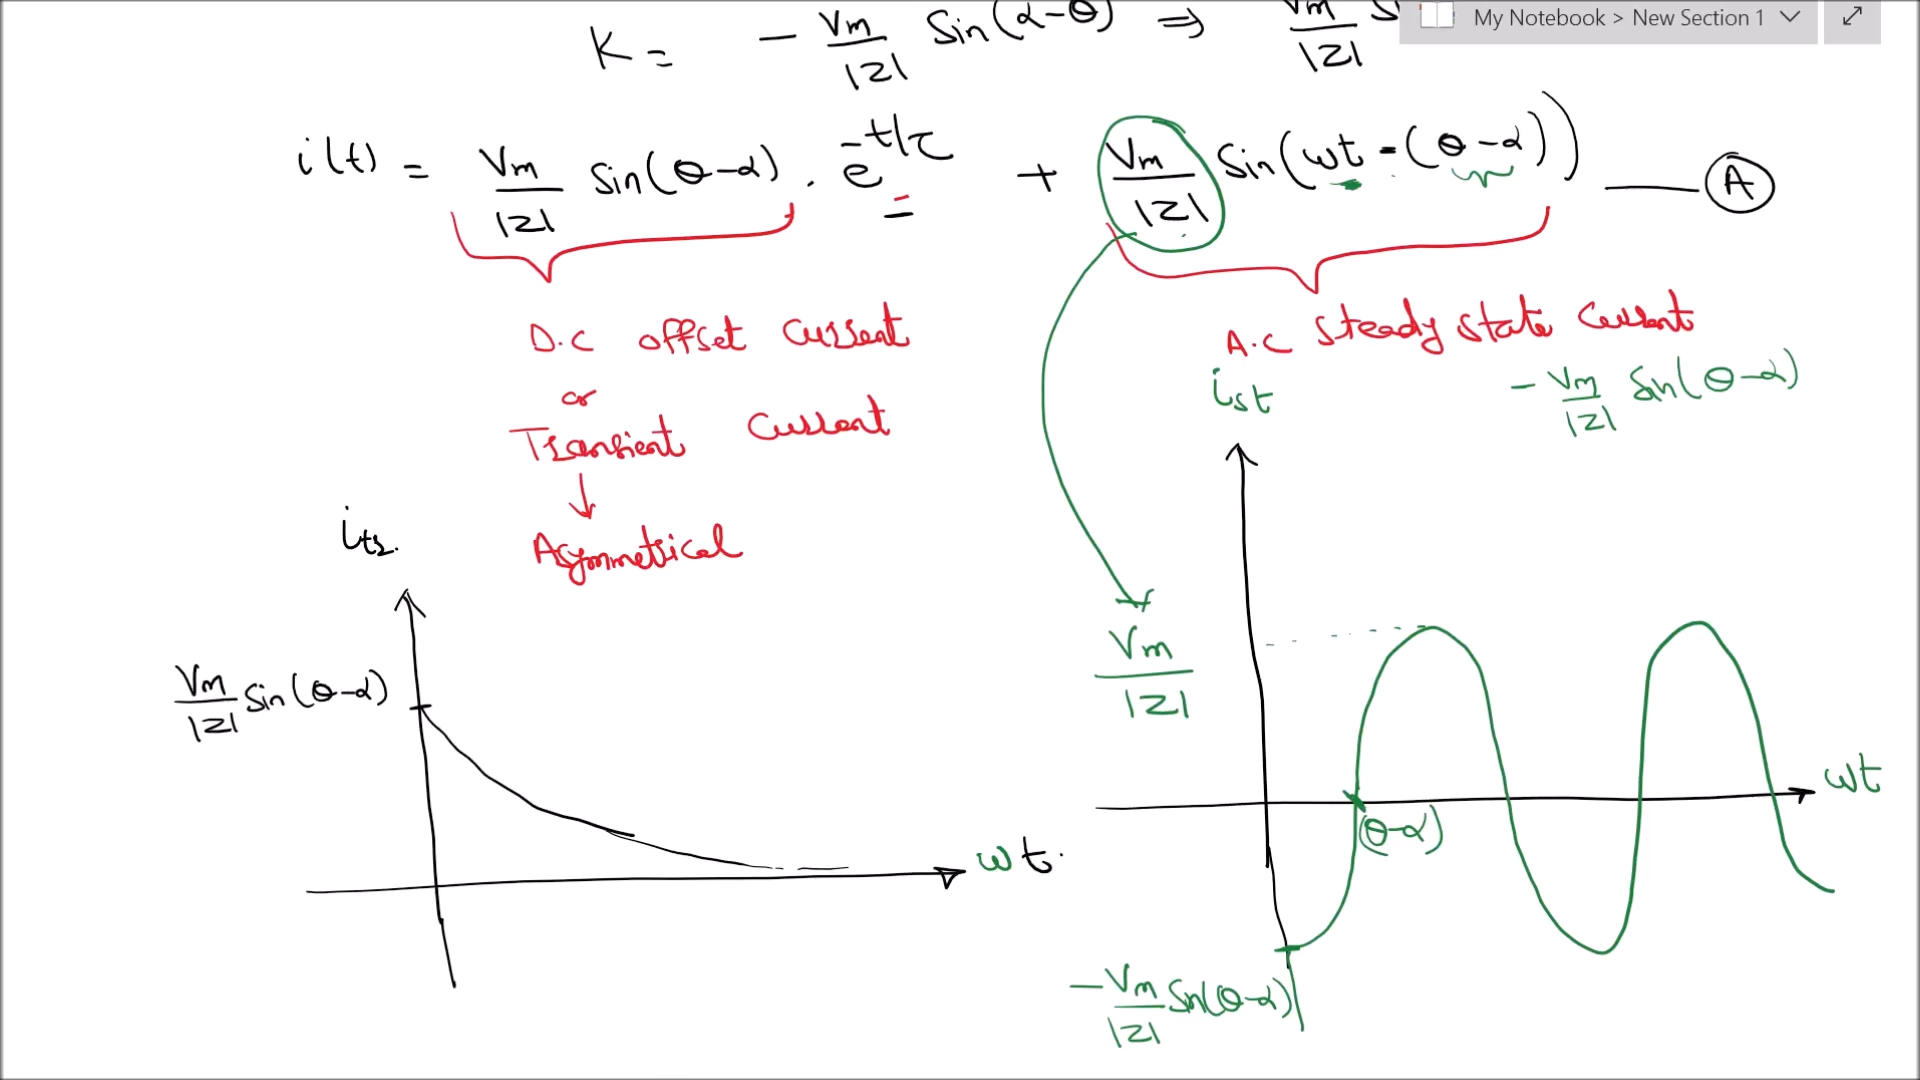 K = - Vm/|Z| Sin(α-θ) ⇒ Vm/|Z| S
My Notebook > New Section 1
i(t) = Vm/|Z| Sin(θ-α) . e^-t/τ + Vm/|Z| Sin(ωt-(θ-α)) — A
D.C offset Current
A.C Steady State Current
or
ist
- Vm/|Z| Sin(θ-α)
Transient Current
↓
Asymmetrical
itr.
Vm/|Z| Sin(θ-α)
Vm/|Z|
ωt
(θ-α)
ωt.
-Vm/|Z| Sin(θ-α)